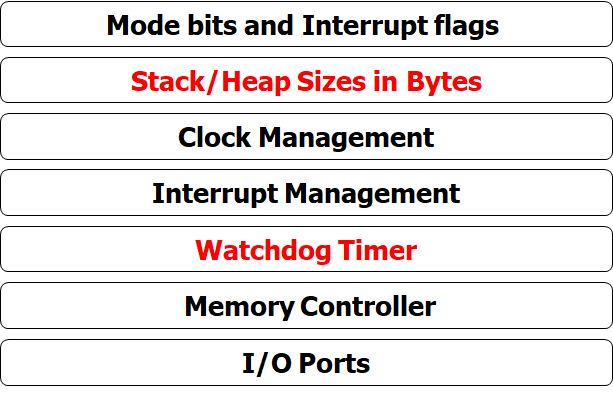 Mode bits and Interrupt flags
Stack/Heap Sizes in Bytes
Clock Management
Interrupt Management
Watchdog Timer
Memory Controller
I/O Ports